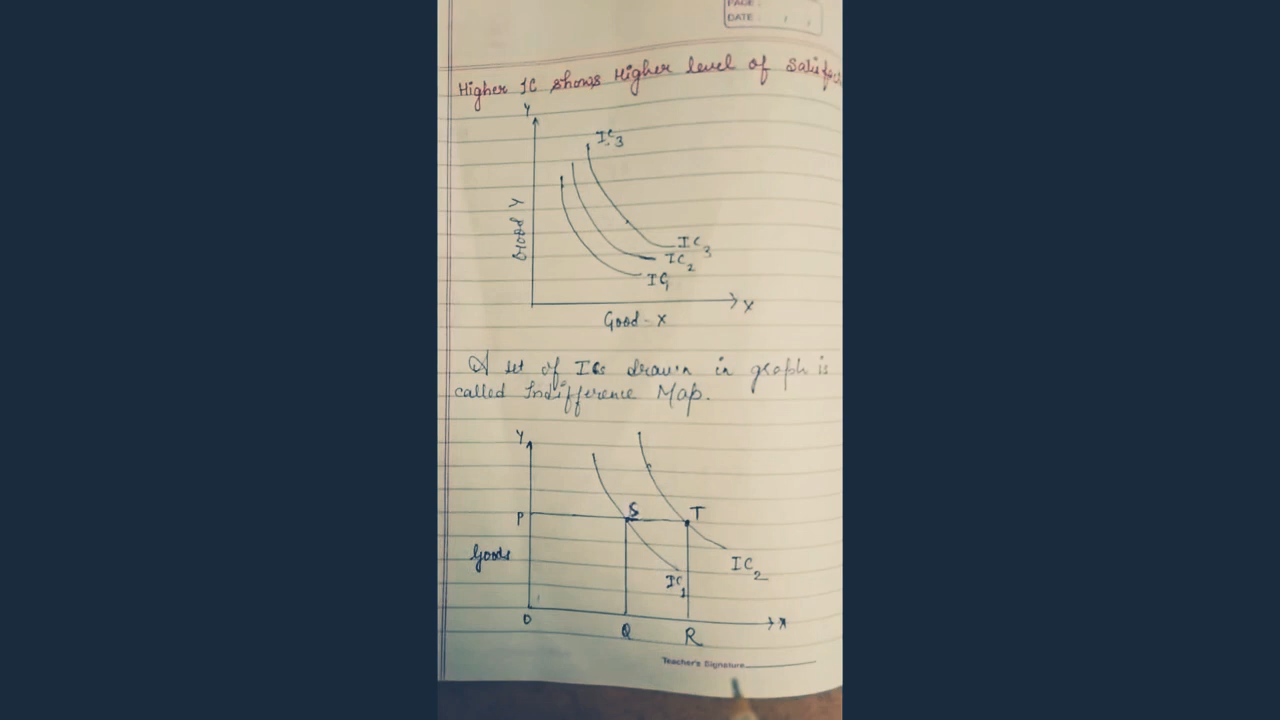 PAGE
DATE
Higher IC shows Higher level of
Y
IC3
Good Y
IC3
IC2
IC1
X
Good - X
A set of ICs drawn in graph is
called Indifference Map.
Y
P
S
T
Goods
IC2
IC1
O
Q
R
X
Teacher's Signature